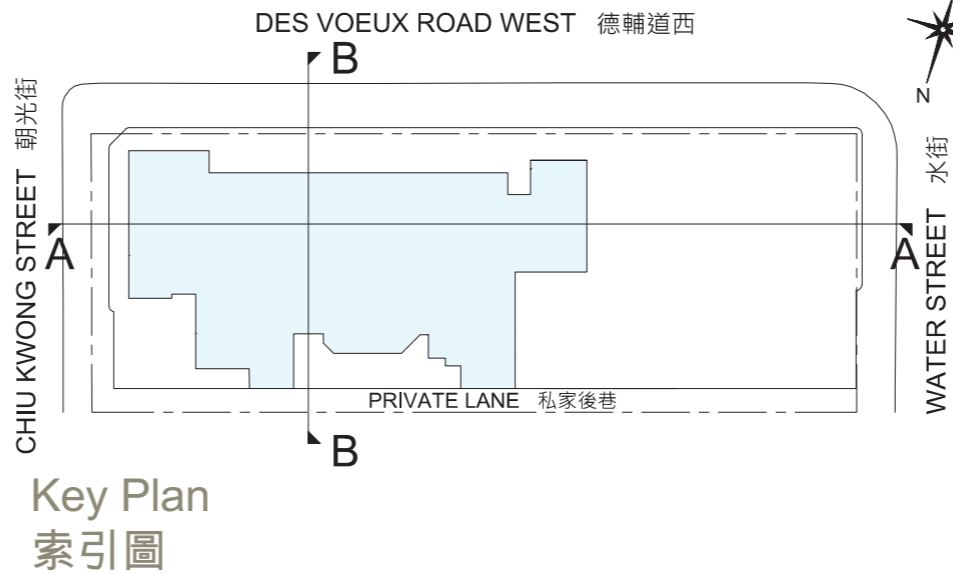 DES VOEUX ROAD WEST 德輔道西
B
N
CHIU KWONG STREET 朝光街
A
A
WATER STREET 水街
PRIVATE LANE 私家後巷
B
Key Plan
索引圖